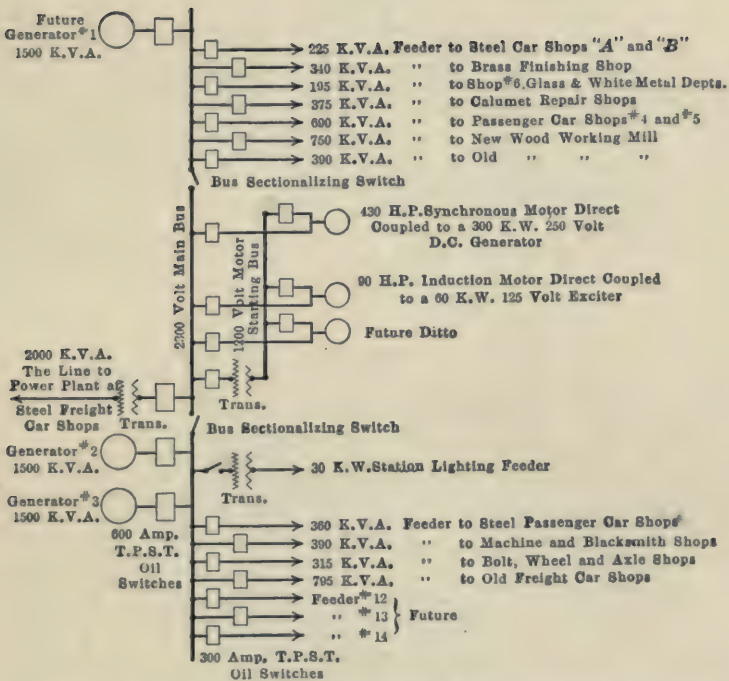 Future
Generator #1
1500 K.V.A.
225 K.V.A. Feeder to Steel Car Shops "A" and "B"
340 K.V.A. " to Brass Finishing Shop
195 K.V.A. " to Shop #6, Glass & White Metal Depts.
375 K.V.A. " to Calumet Repair Shops
600 K.V.A. " to Passenger Car Shops #4 and #5
750 K.V.A. " to New Wood Working Mill
390 K.V.A. " to Old " " "
Bus Sectionalizing Switch
2300 Volt Main Bus
1200 Volt Motor
Starting Bus
430 H.P. Synchronous Motor Direct
Coupled to a 300 K.W. 250 Volt
D.C. Generator
90 H.P. Induction Motor Direct Coupled
to a 60 K.W. 125 Volt Exciter
Future Ditto
Trans.
2000 K.V.A.
The Line to
Power Plant at
Steel Freight
Car Shops
Trans.
Bus Sectionalizing Switch
Generator #2
1500 K.V.A.
30 K.W. Station Lighting Feeder
Trans.
Generator #3
1500 K.V.A.
600 Amp.
T.P.S.T.
Oil
Switches
360 K.V.A. Feeder to Steel Passenger Car Shops
390 K.V.A. " to Machine and Blacksmith Shops
315 K.V.A. " to Bolt, Wheel and Axle Shops
795 K.V.A. " to Old Freight Car Shops
Feeder #12
" #13
" #14
Future
300 Amp. T.P.S.T.
Oil Switches